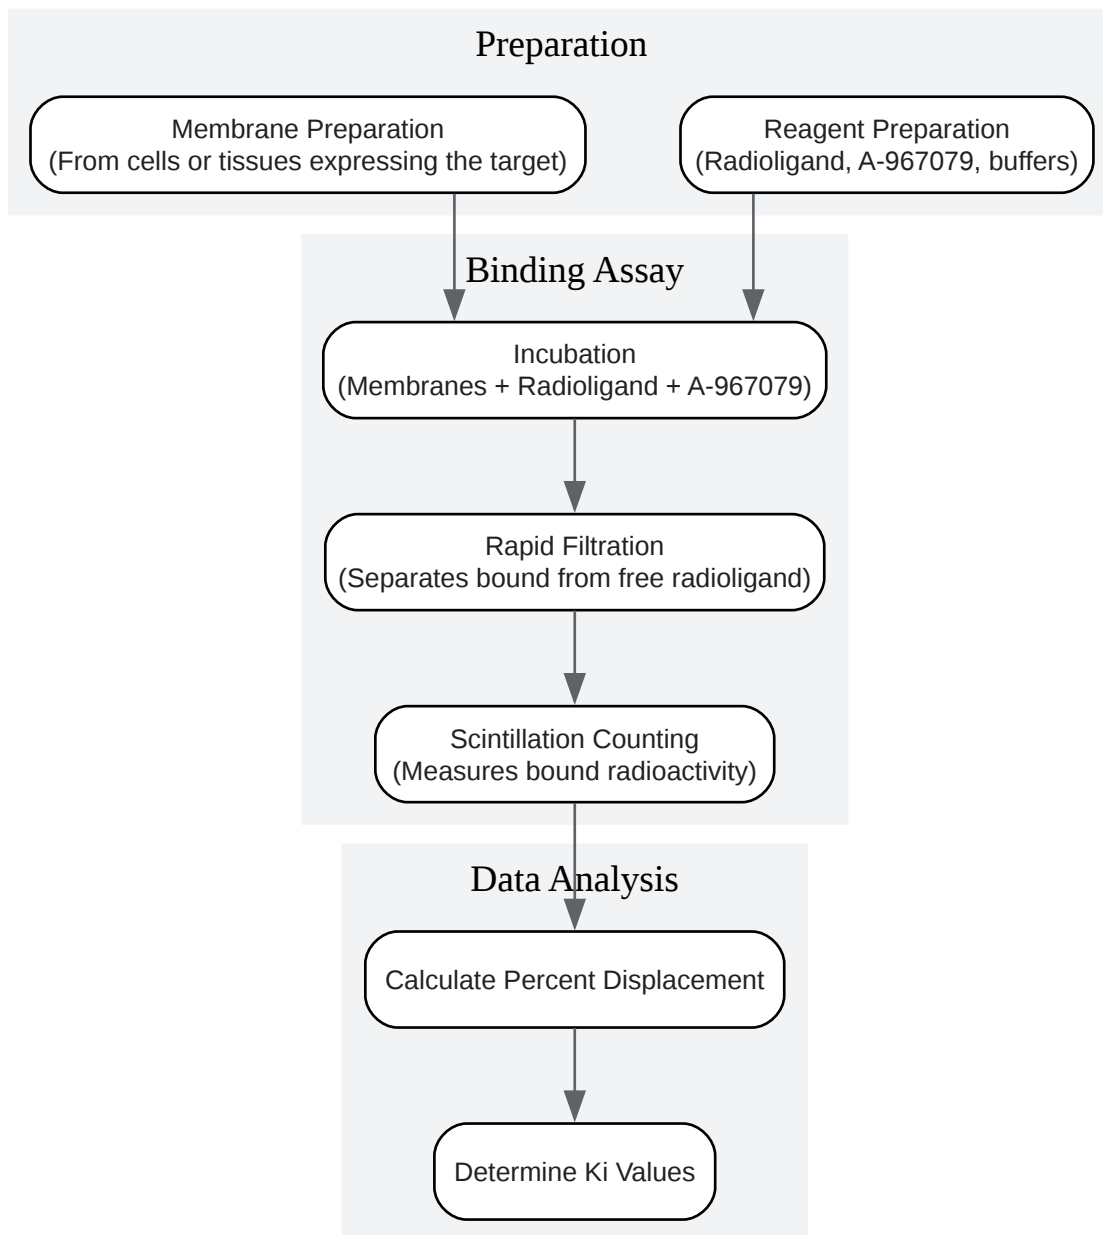 Preparation
Membrane Preparation
(From cells or tissues expressing the target)
Reagent Preparation
(Radioligand, A-967079, buffers)
Binding Assay
Incubation
(Membranes + Radioligand + A-967079)
Rapid Filtration
(Separates bound from free radioligand)
Scintillation Counting
(Measures bound radioactivity)
Data Analysis
Calculate Percent Displacement
Determine Ki Values